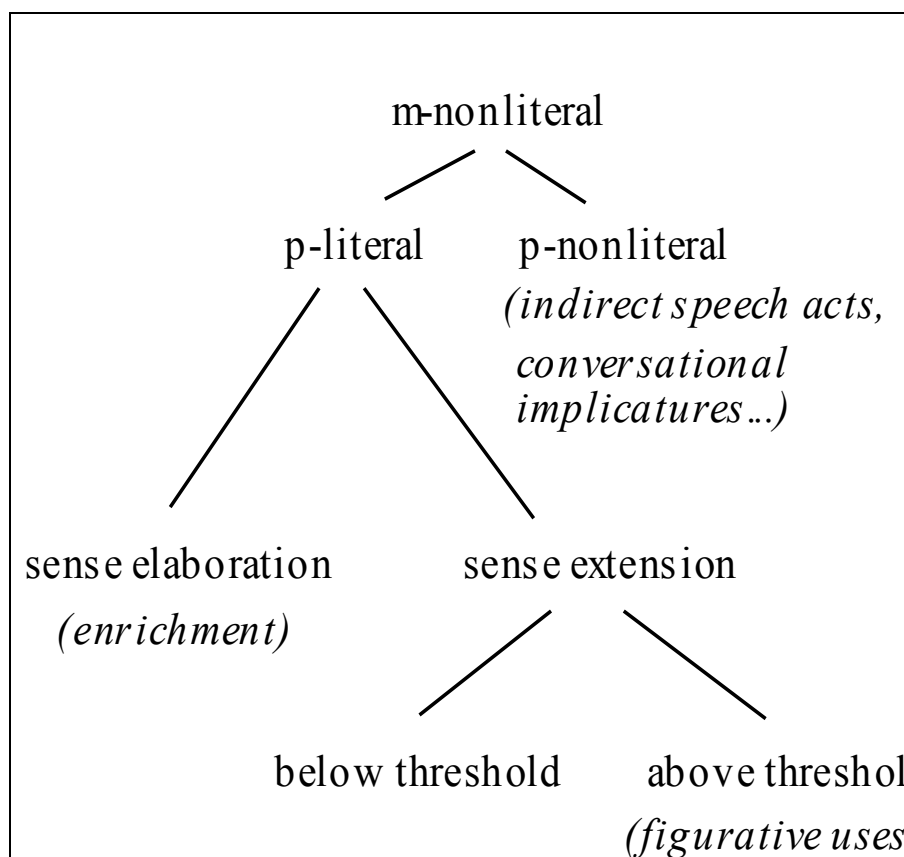 m-nonliteral
p-literal p-nonliteral
(indirect speech acts,
conversational
implicatures...)
sense elaboration sense extension
(enrichment)
below threshold above threshol
(figurative uses